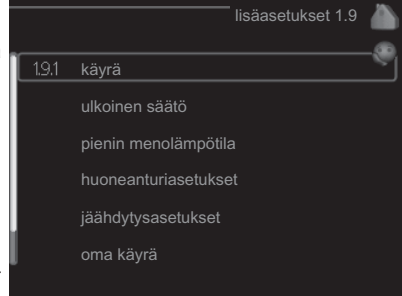 lisäasetukset 1.9
1.9.1 käyrä
ulkoinen säätö
pienin menolämpötila
huoneanturiasetukset
jäähdytysasetukset
oma käyrä